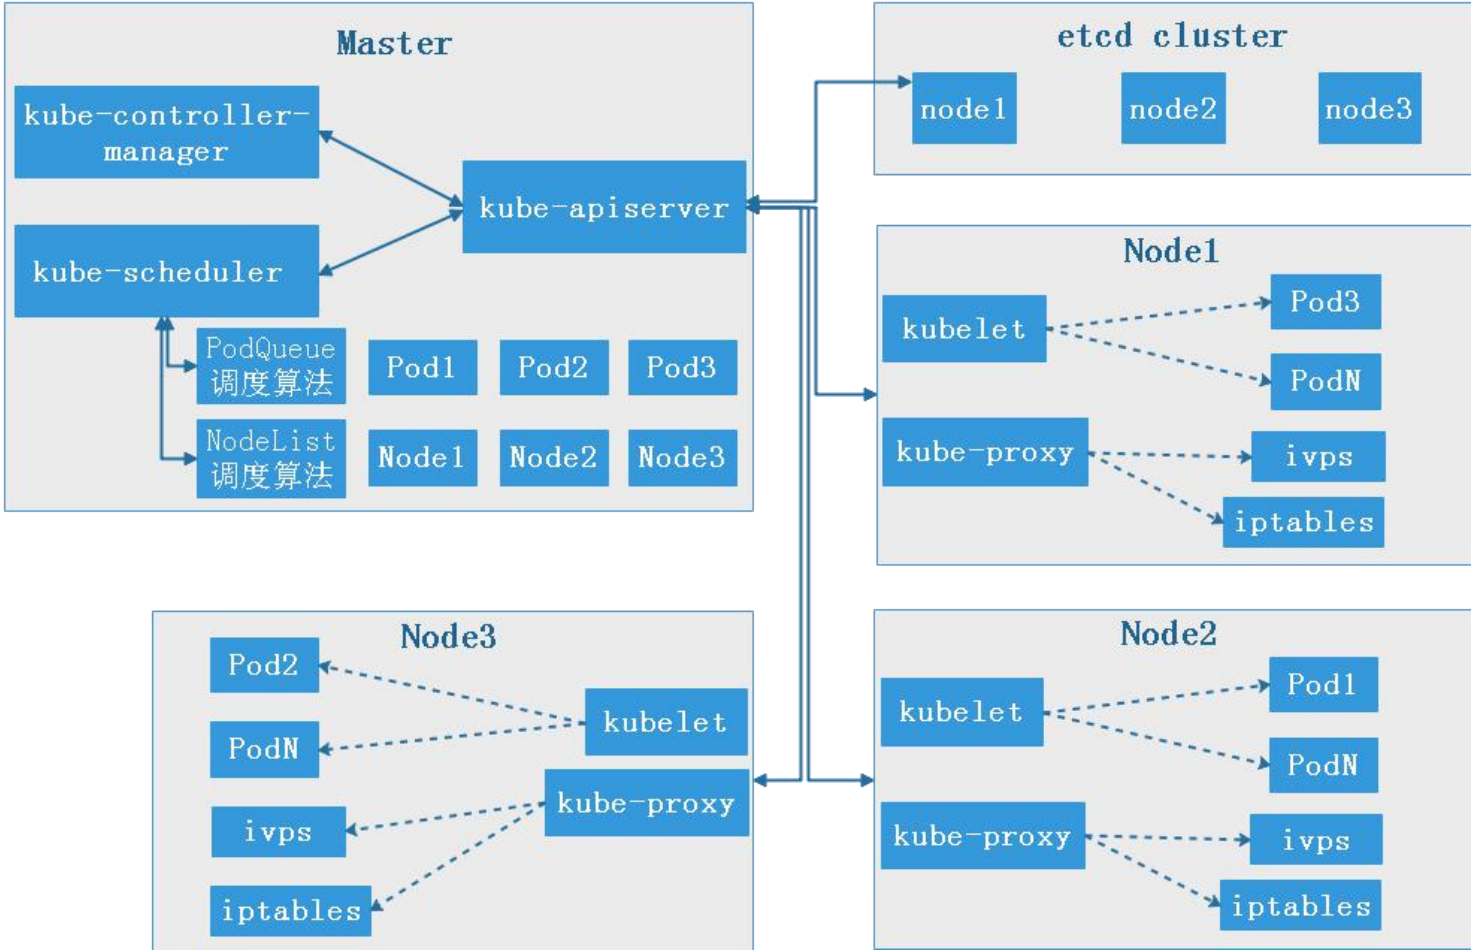 Master
kube-controller-
manager
kube-apiserver
kube-scheduler
PodQueue
调度算法
Pod1
Pod2
Pod3
NodeList
调度算法
Node1
Node2
Node3
etcd cluster
node1
node2
node3
Node1
kubelet
Pod3
PodN
kube-proxy
ivps
iptables
Node3
Pod2
kubelet
PodN
kube-proxy
ivps
iptables
Node2
kubelet
Pod1
PodN
kube-proxy
ivps
iptables